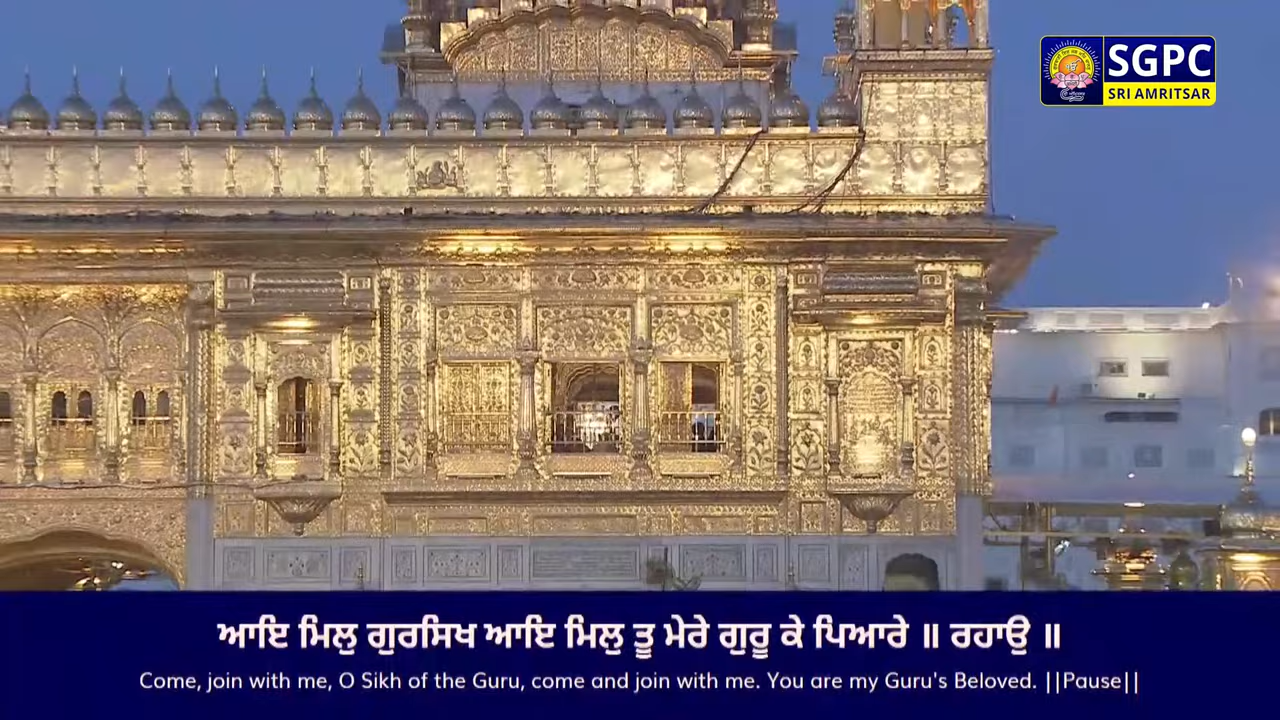 SGPC
SRI AMRITSAR
ਆਇ ਮਿਲੁ ਗੁਰਸਿਖ ਆਇ ਮਿਲੁ ਤੂ ਮੇਰੇ ਗੁਰੂ ਕੇ ਪਿਆਰੇ ॥ ਰਹਾਉ ॥
Come, join with me, O Sikh of the Guru, come and join with me. You are my Guru's Beloved. ||Pause||